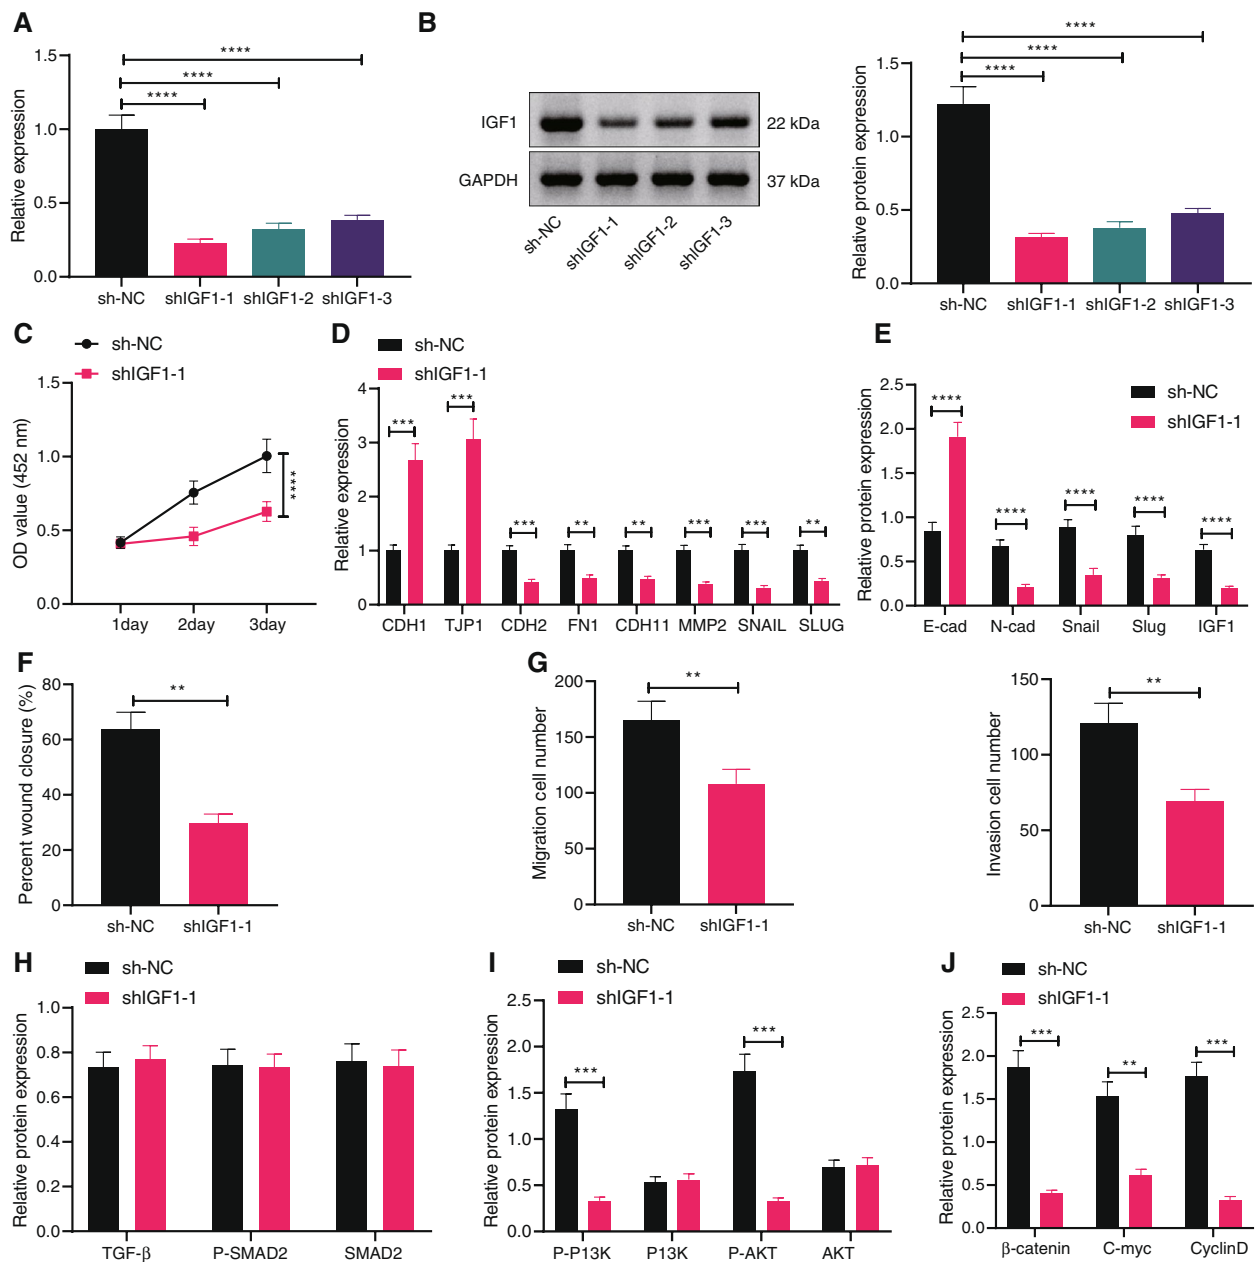 A
Relative expression
1.5
1.0
0.5
0.0
****
****
****
sh-NC shIGF1-1 shIGF1-2 shIGF1-3
B
IGF1 22 kDa
GAPDH 37 kDa
sh-NC shIGF1-1 shIGF1-2 shIGF1-3
Relative protein expression
1.5
1.0
0.5
0.0
****
****
****
sh-NC shIGF1-1 shIGF1-2 shIGF1-3
C
sh-NC
shIGF1-1
OD value (452 nm)
1.5
1.0
0.5
0.0
****
1day 2day 3day
D
sh-NC
shIGF1-1
Relative expression
4
3
2
1
0
*** *** *** ** ** *** *** **
CDH1 TJP1 CDH2 FN1 CDH11 MMP2 SNAIL SLUG
E
sh-NC
shIGF1-1
Relative protein expression
2.5
2.0
1.5
1.0
0.5
0.0
**** **** **** **** ****
E-cad N-cad Snail Slug IGF1
F
Percent wound closure (%)
80
60
40
20
0
**
sh-NC shIGF1-1
G
Migration cell number
200
150
100
50
0
**
sh-NC shIGF1-1
Invasion cell number
150
100
50
0
**
sh-NC shIGF1-1
H
sh-NC
shIGF1-1
Relative protein expression
1.0
0.8
0.6
0.4
0.2
0.0
TGF-β P-SMAD2 SMAD2
I
sh-NC
shIGF1-1
Relative protein expression
2.5
2.0
1.5
1.0
0.5
0.0
*** ***
P-P13K P13K P-AKT AKT
J
sh-NC
shIGF1-1
Relative protein expression
2.5
2.0
1.5
1.0
0.5
0.0
*** ** ***
β-catenin C-myc CyclinD